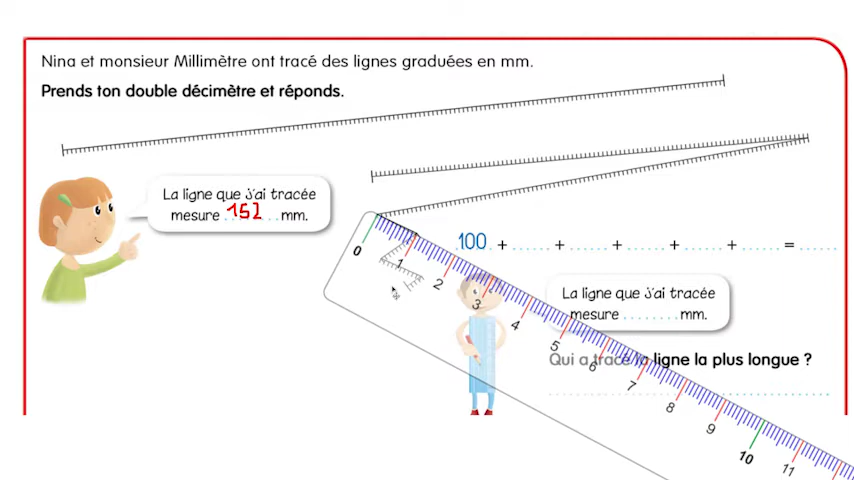 Nina et monsieur Millimètre ont tracé des lignes graduées en mm.
Prends ton double décimètre et réponds.
La ligne que j'ai tracée
mesure 152 mm.
100 + ...... + ...... + ...... + ...... + ...... = ......
La ligne que j'ai tracée
mesure ........ mm.
Qui a tracé la ligne la plus longue ?
0 1 2 3 4 5 6 7 8 9 10 11